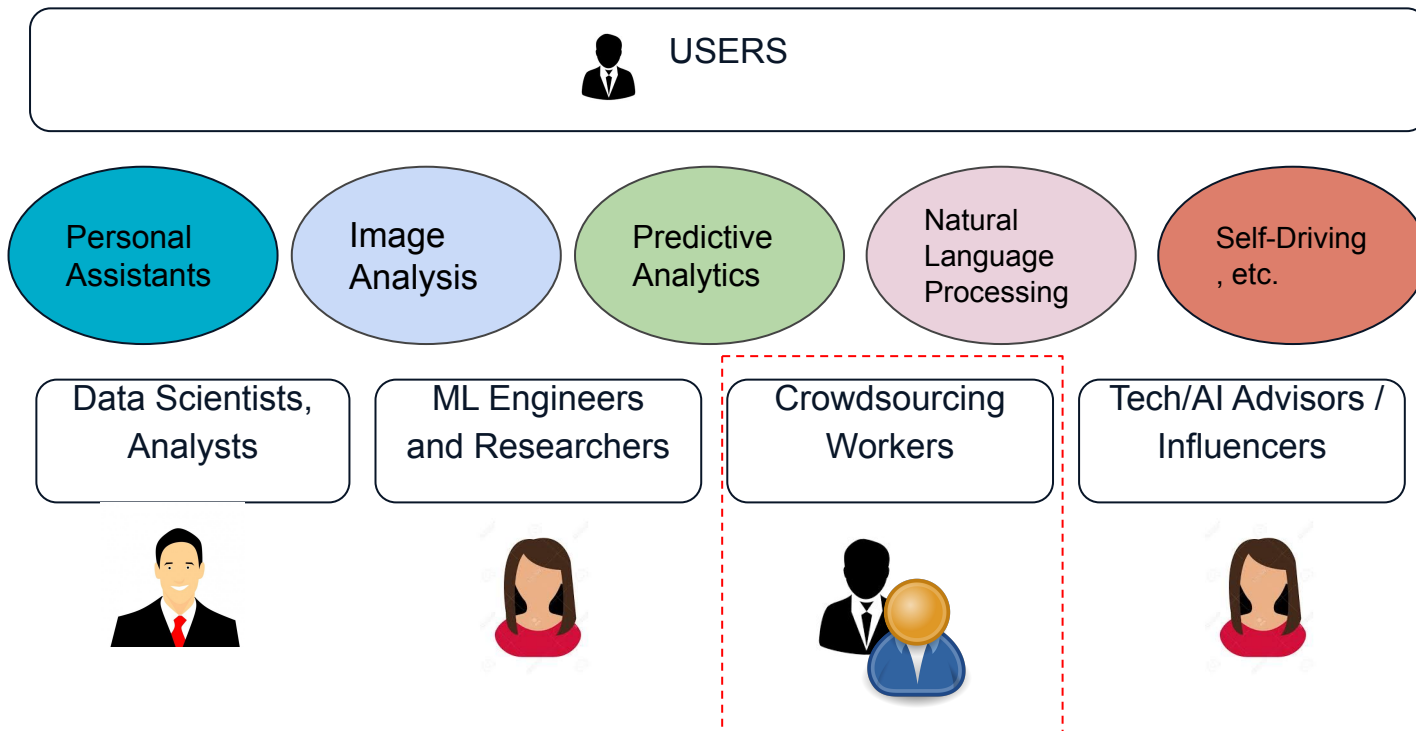 USERS
Personal
Assistants
Image
Analysis
Predictive
Analytics
Natural
Language
Processing
Self-Driving
, etc.
Data Scientists,
Analysts
ML Engineers
and Researchers
Crowdsourcing
Workers
Tech/AI Advisors /
Influencers